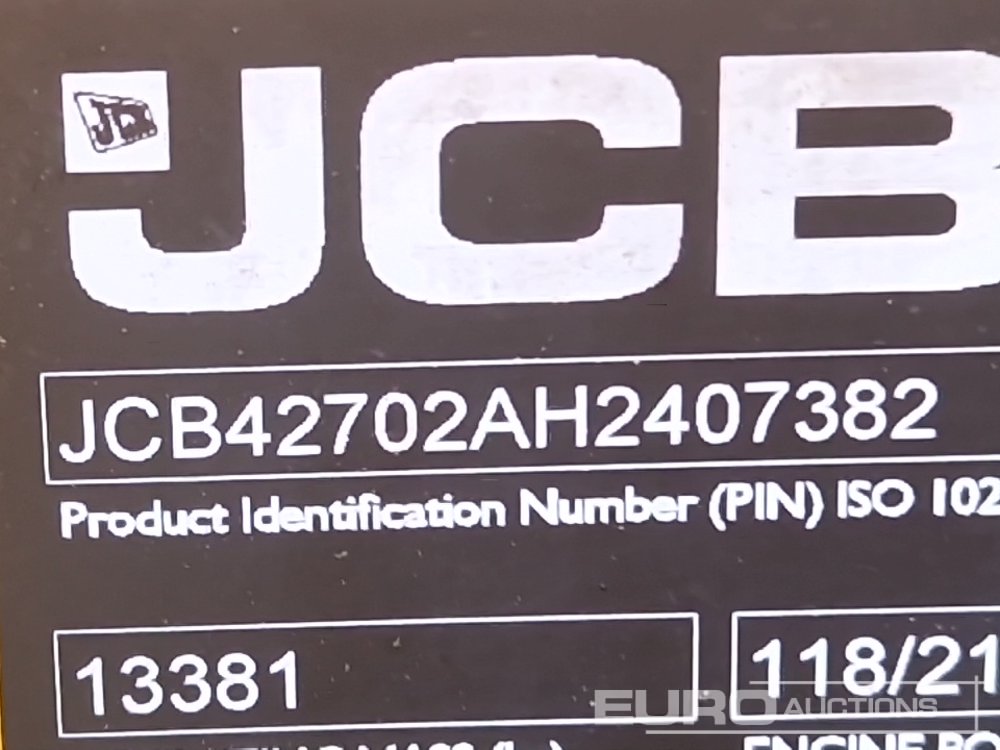 JCB
JCB
JCB42702AH2407382
Product Identification Number (PIN) ISO 102
13381
118/21
EURO AUCTIONS